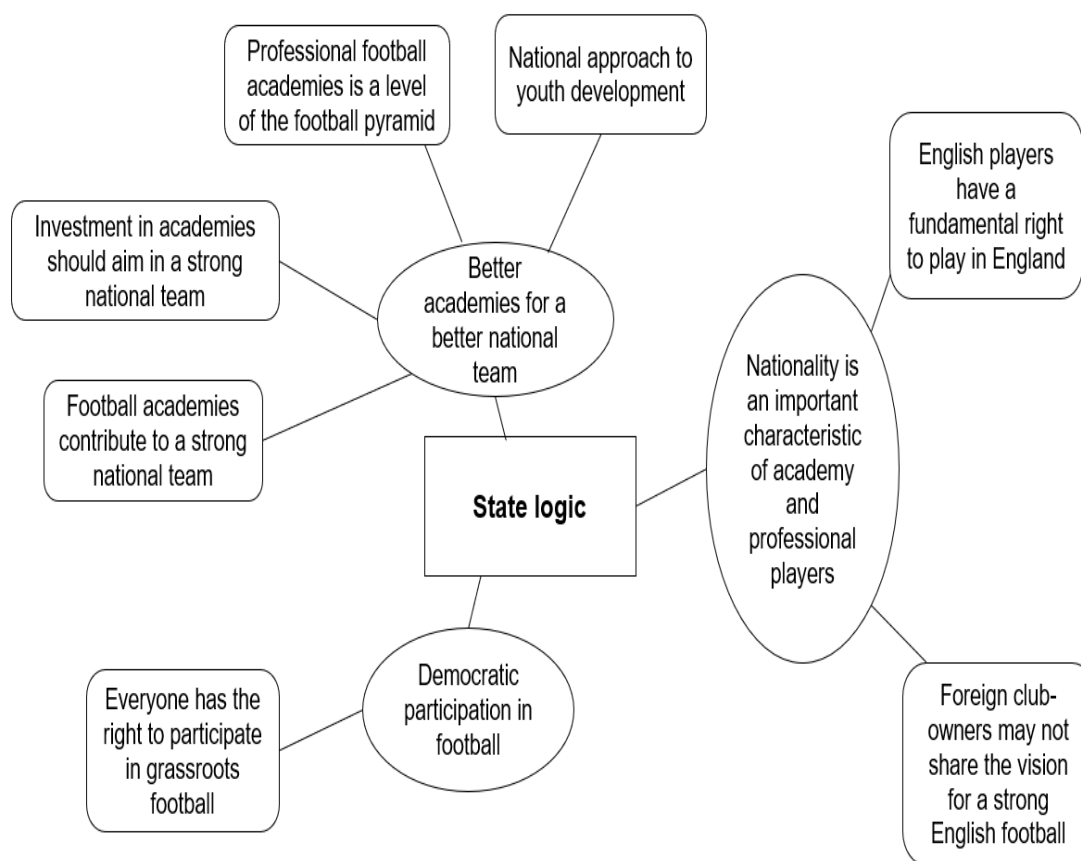 Professional football
academies is a level
of the football pyramid
National approach to
youth development
English players
have a
fundamental right
to play in England
Investment in academies
should aim in a strong
national team
Better
academies for a
better national
team
Football academies
contribute to a strong
national team
Nationality is
an important
characteristic
of academy
and
professional
players
State logic
Democratic
participation in
football
Everyone has the
right to participate
in grassroots
football
Foreign club-
owners may not
share the vision
for a strong
English football